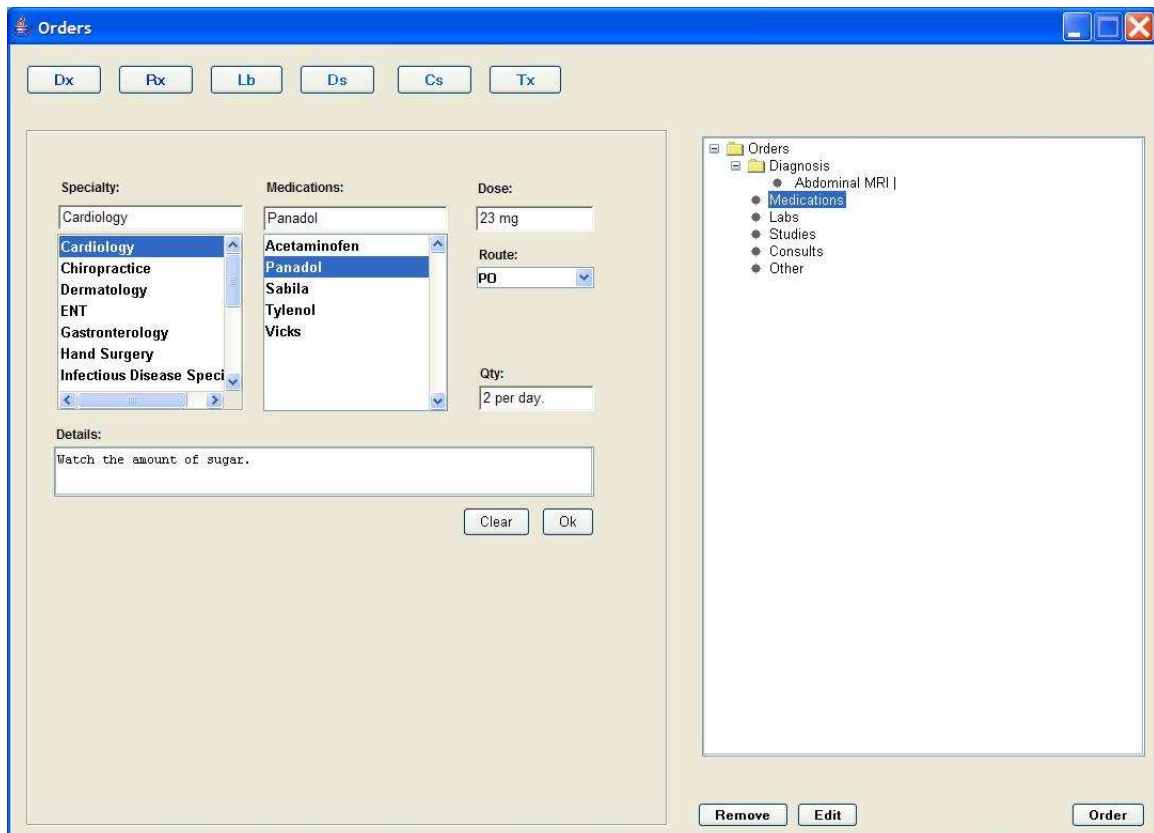 Orders
Dx Rx Lb Ds Cs Tx
Specialty: Medications: Dose:
Cardiology Panadol 23 mg
Cardiology
Chiropractice
Dermatology
ENT
Gastronterology
Hand Surgery
Infectious Disease Speci
Acetaminofen
Panadol
Sabila
Tylenol
Vicks
Route:
PO
Qty:
2 per day.
Details:
Watch the amount of sugar.
Clear Ok
Orders
Diagnosis
Abdominal MRI |
Medications
Labs
Studies
Consults
Other
Remove Edit Order